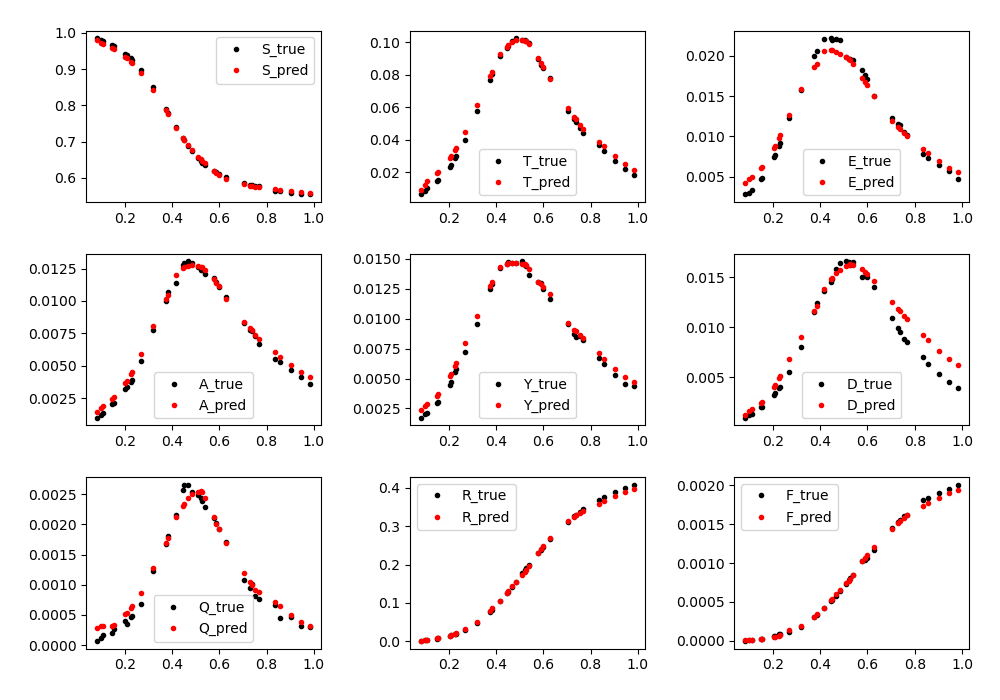 1.0
0.9
0.8
0.7
0.6
S_true
S_pred
0.2 0.4 0.6 0.8 1.0
0.10
0.08
0.06
0.04
0.02
T_true
T_pred
0.2 0.4 0.6 0.8 1.0
0.020
0.015
0.010
0.005
E_true
E_pred
0.2 0.4 0.6 0.8 1.0
0.0125
0.0100
0.0075
0.0050
0.0025
A_true
A_pred
0.2 0.4 0.6 0.8 1.0
0.0150
0.0125
0.0100
0.0075
0.0050
0.0025
Y_true
Y_pred
0.2 0.4 0.6 0.8 1.0
0.015
0.010
0.005
D_true
D_pred
0.2 0.4 0.6 0.8 1.0
0.0025
0.0020
0.0015
0.0010
0.0005
0.0000
Q_true
Q_pred
0.2 0.4 0.6 0.8 1.0
0.4
0.3
0.2
0.1
0.0
R_true
R_pred
0.2 0.4 0.6 0.8 1.0
0.0020
0.0015
0.0010
0.0005
0.0000
F_true
F_pred
0.2 0.4 0.6 0.8 1.0